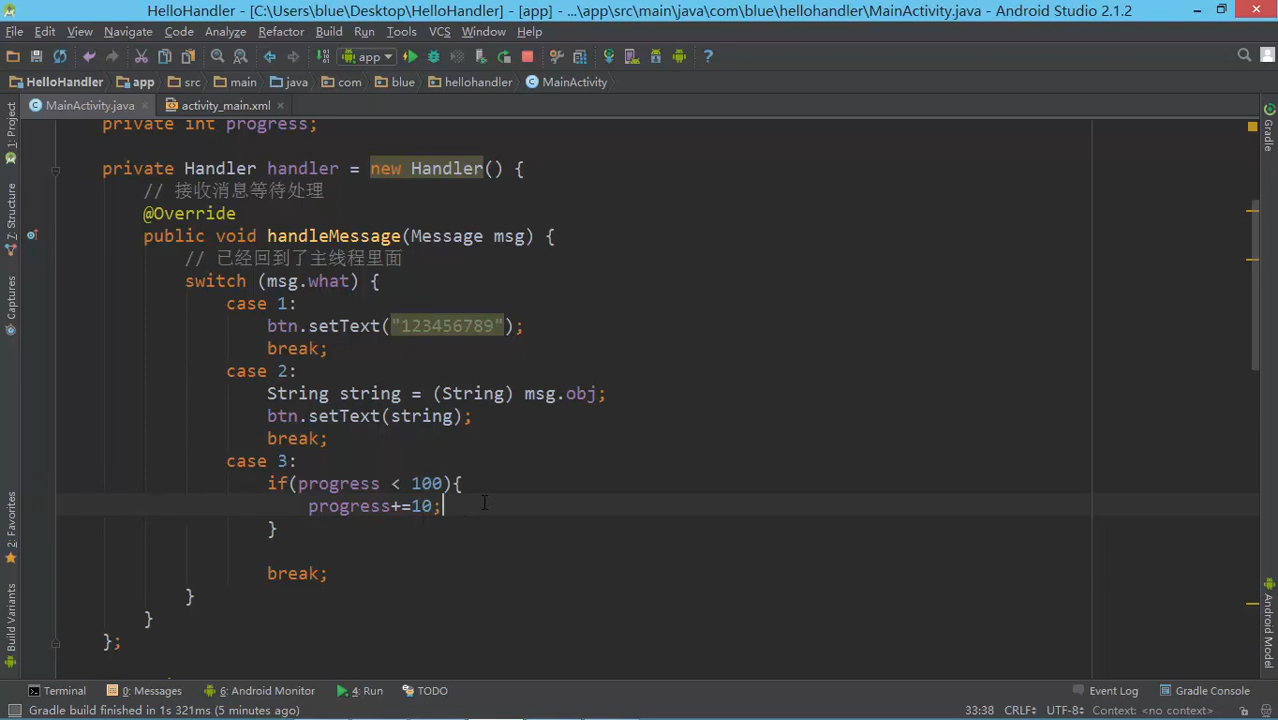 HelloHandler - [C:\Users\blue\Desktop\HelloHandler] - [app] - ...\app\src\main\java\com\blue\hellohandler\MainActivity.java - Android Studio 2.1.2
File Edit View Navigate Code Analyze Refactor Build Run Tools VCS Window Help
app
HelloHandler app src main java com blue hellohandler MainActivity
MainActivity.java activity_main.xml
private int progress;
private Handler handler = new Handler() {
// 接收消息等待处理
@Override
public void handleMessage(Message msg) {
// 已经回到了主线程里面
switch (msg.what) {
case 1:
btn.setText("123456789");
break;
case 2:
String string = (String) msg.obj;
btn.setText(string);
break;
case 3:
if(progress < 100){
progress+=10;
}
break;
}
}
};
1: Project
7: Structure
Captures
2: Favorites
Build Variants
Gradle
Android Model
Terminal 0: Messages 6: Android Monitor 4: Run TODO Event Log Gradle Console
Gradle build finished in 1s 321ms (5 minutes ago) 33:38 CRLF÷ UTF-8÷ Context: <no context>